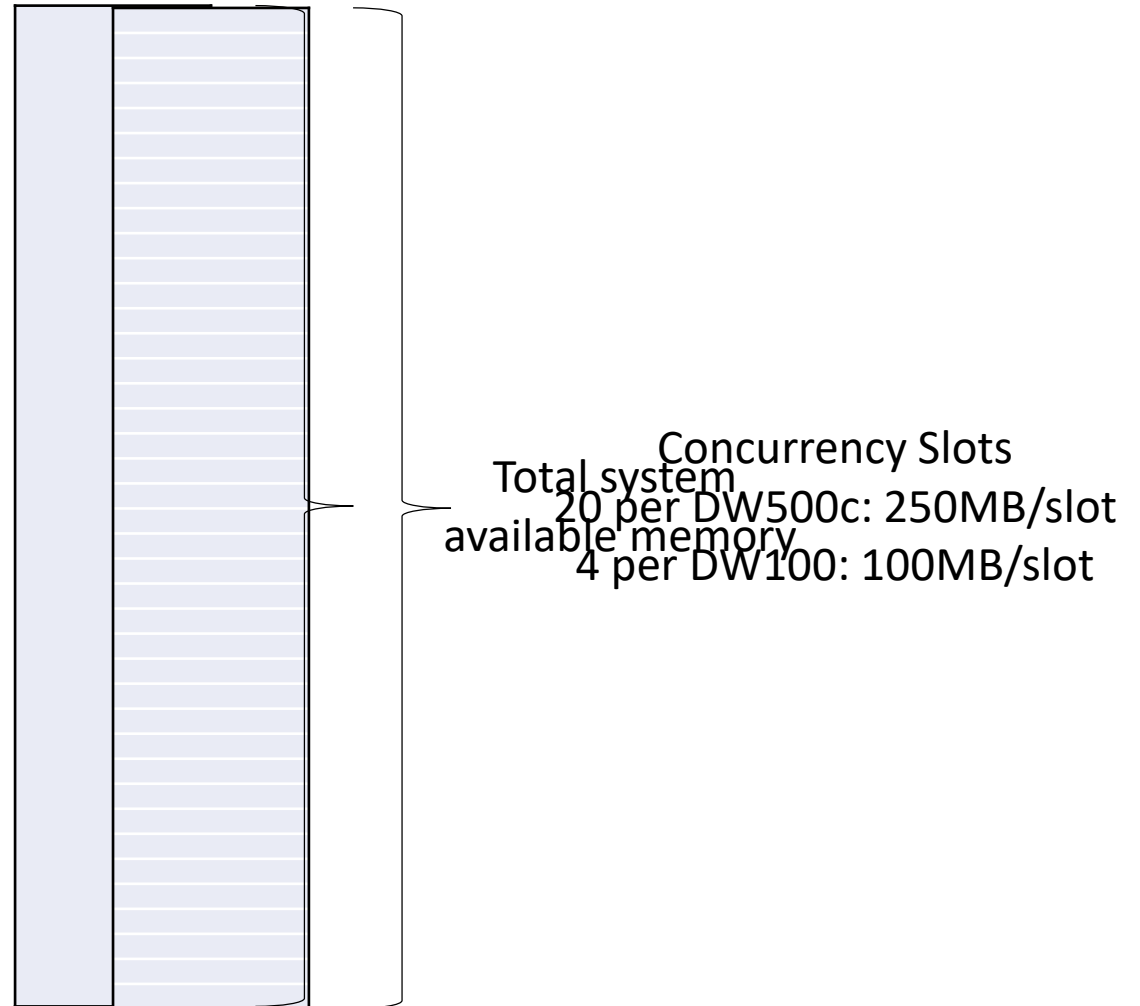 Total system
available memory
Concurrency Slots
20 per DW500c: 250MB/slot
4 per DW100: 100MB/slot